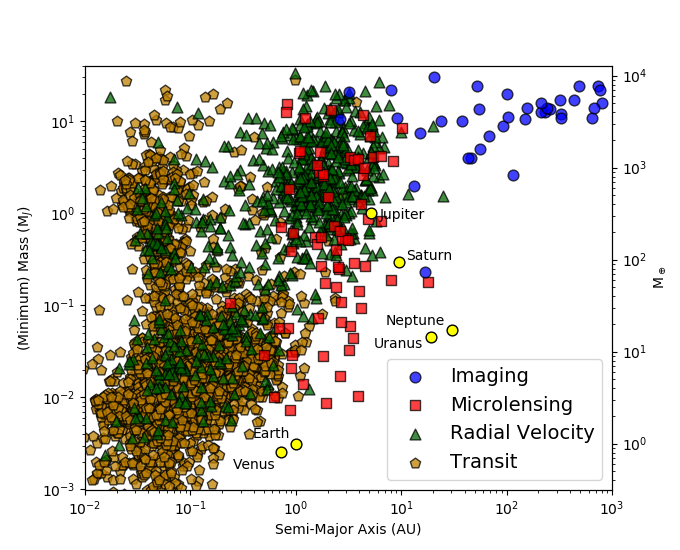 10⁴
10¹
10³
(Minimum) Mass (M_J)
10⁰
Jupiter
Saturn
10²
M_⊕
10⁻¹
Neptune
Uranus
10¹
Imaging
10⁻²
Microlensing
Radial Velocity
Earth
10⁰
Venus
Transit
10⁻³
10⁻² 10⁻¹ 10⁰ 10¹ 10² 10³
Semi-Major Axis (AU)